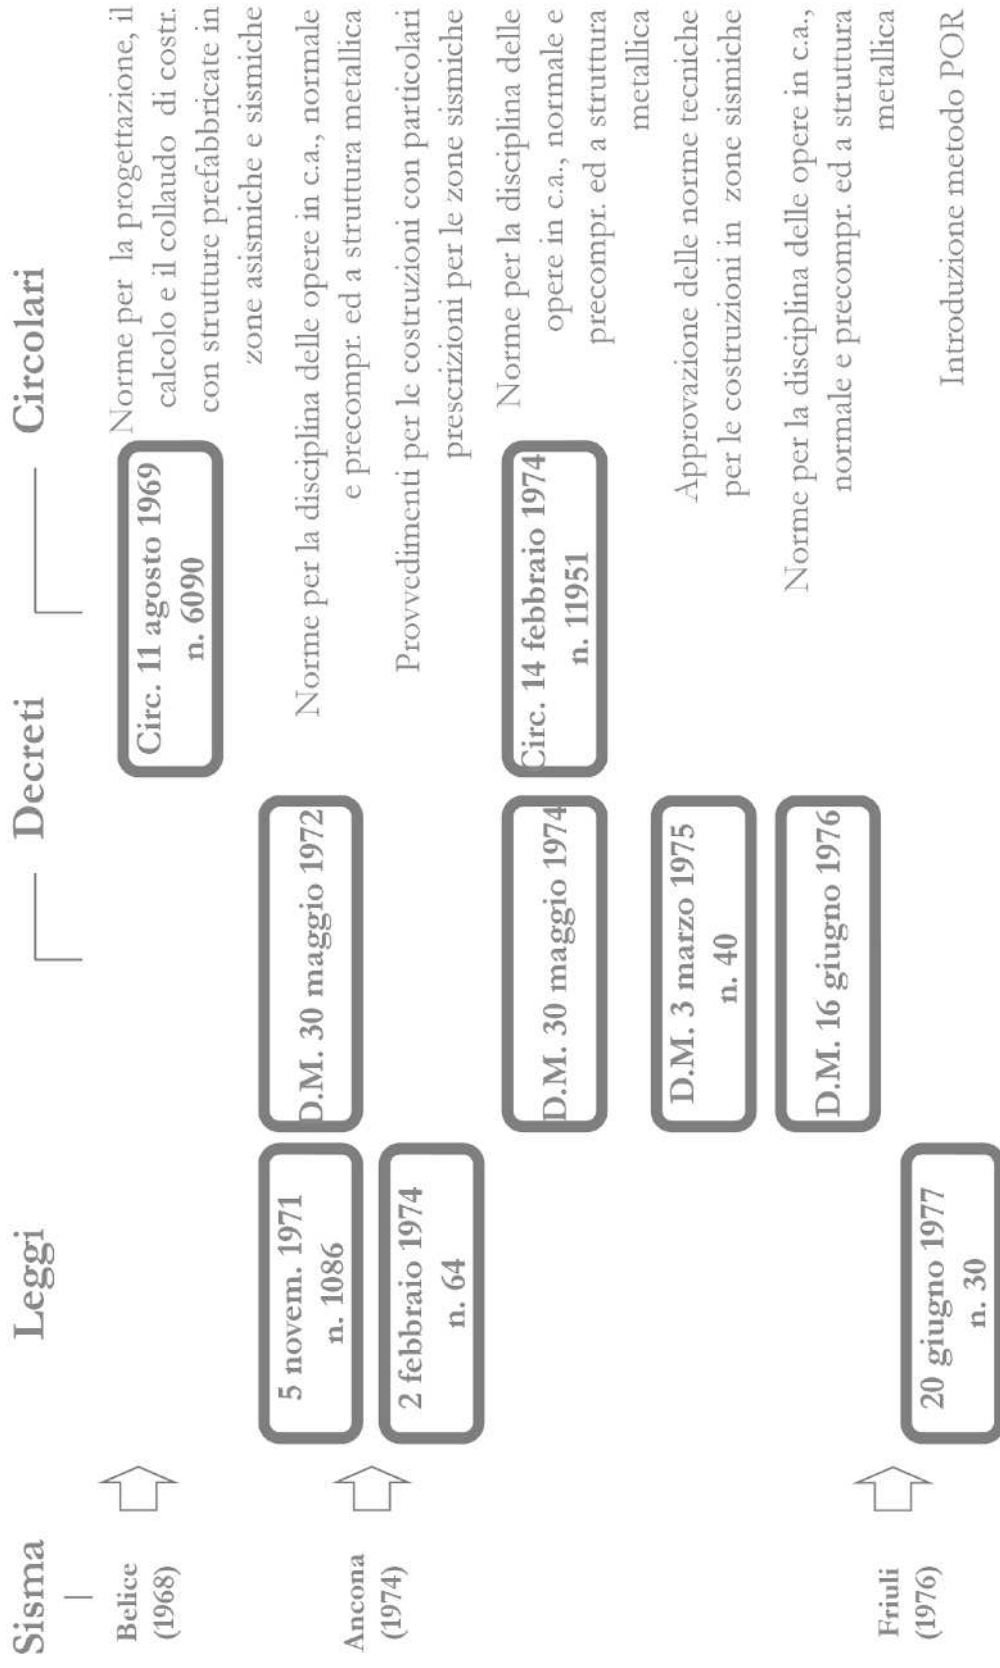 Sisma
Leggi
Decreti
Circolari
Belice
(1968)
Circ. 11 agosto 1969
n. 6090
Norme per la progettazione, il
calcolo e il collaudo di costr.
con strutture prefabbricate in
zone asismiche e sismiche
5 novem. 1971
n. 1086
D.M. 30 maggio 1972
Norme per la disciplina delle opere in c.a., normale
e precompr. ed a struttura metallica
Ancona
(1974)
2 febbraio 1974
n. 64
Provvedimenti per le costruzioni con particolari
prescrizioni per le zone sismiche
D.M. 30 maggio 1974
Circ. 14 febbraio 1974
n. 11951
Norme per la disciplina delle
opere in c.a., normale e
precompr. ed a struttura
metallica
D.M. 3 marzo 1975
n. 40
Approvazione delle norme tecniche
per le costruzioni in zone sismiche
D.M. 16 giugno 1976
Norme per la disciplina delle opere in c.a.,
normale e precompr. ed a struttura
metallica
Friuli
(1976)
20 giugno 1977
n. 30
Introduzione metodo POR